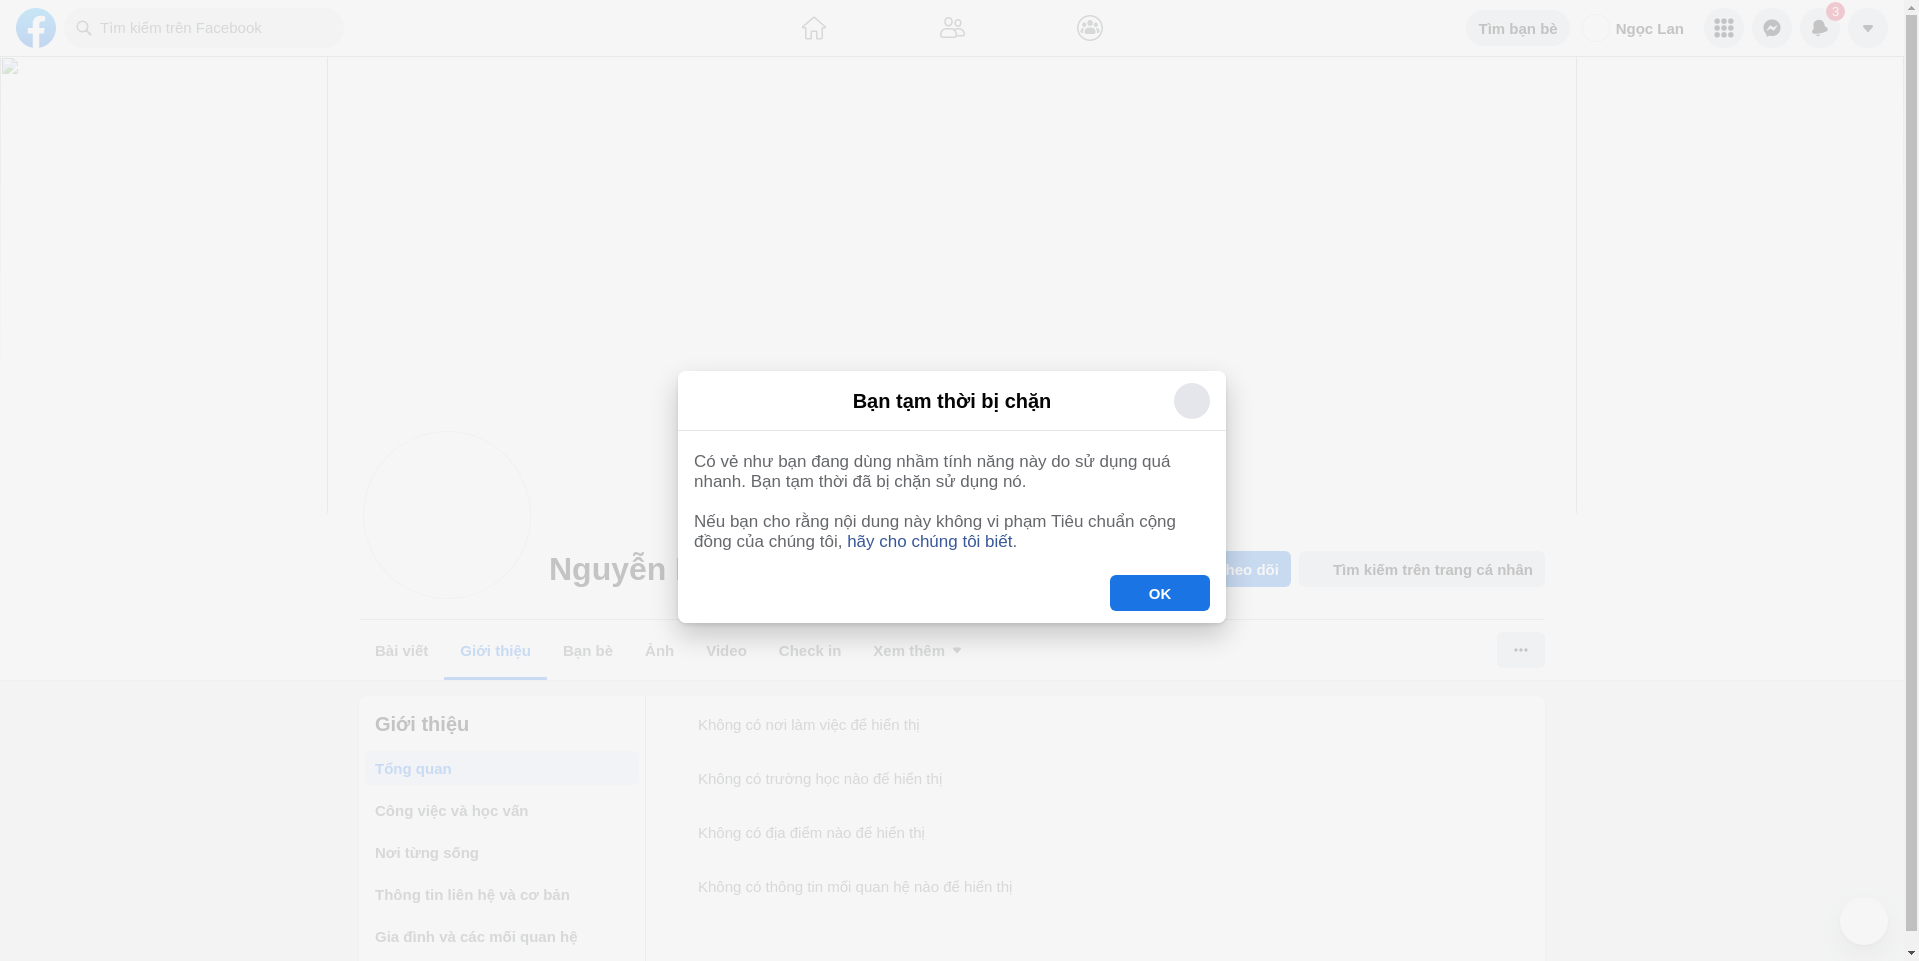 Tìm kiếm trên Facebook
Tìm bạn bè
Ngọc Lan
3
Bạn tạm thời bị chặn
Có vẻ như bạn đang dùng nhầm tính năng này do sử dụng quá
nhanh. Bạn tạm thời đã bị chặn sử dụng nó.
Nếu bạn cho rằng nội dung này không vi phạm Tiêu chuẩn cộng
đồng của chúng tôi, hãy cho chúng tôi biết.
OK
Nguyễn
dõi
Tìm kiếm trên trang cá nhân
Bài viết
Giới thiệu
Bạn bè
Ảnh
Video
Check in
Xem thêm
Giới thiệu
Tổng quan
Công việc và học vấn
Nơi từng sống
Thông tin liên hệ và cơ bản
Gia đình và các mối quan hệ
Không có nơi làm việc để hiển thị
Không có trường học nào để hiển thị
Không có địa điểm nào để hiển thị
Không có thông tin mối quan hệ nào để hiển thị